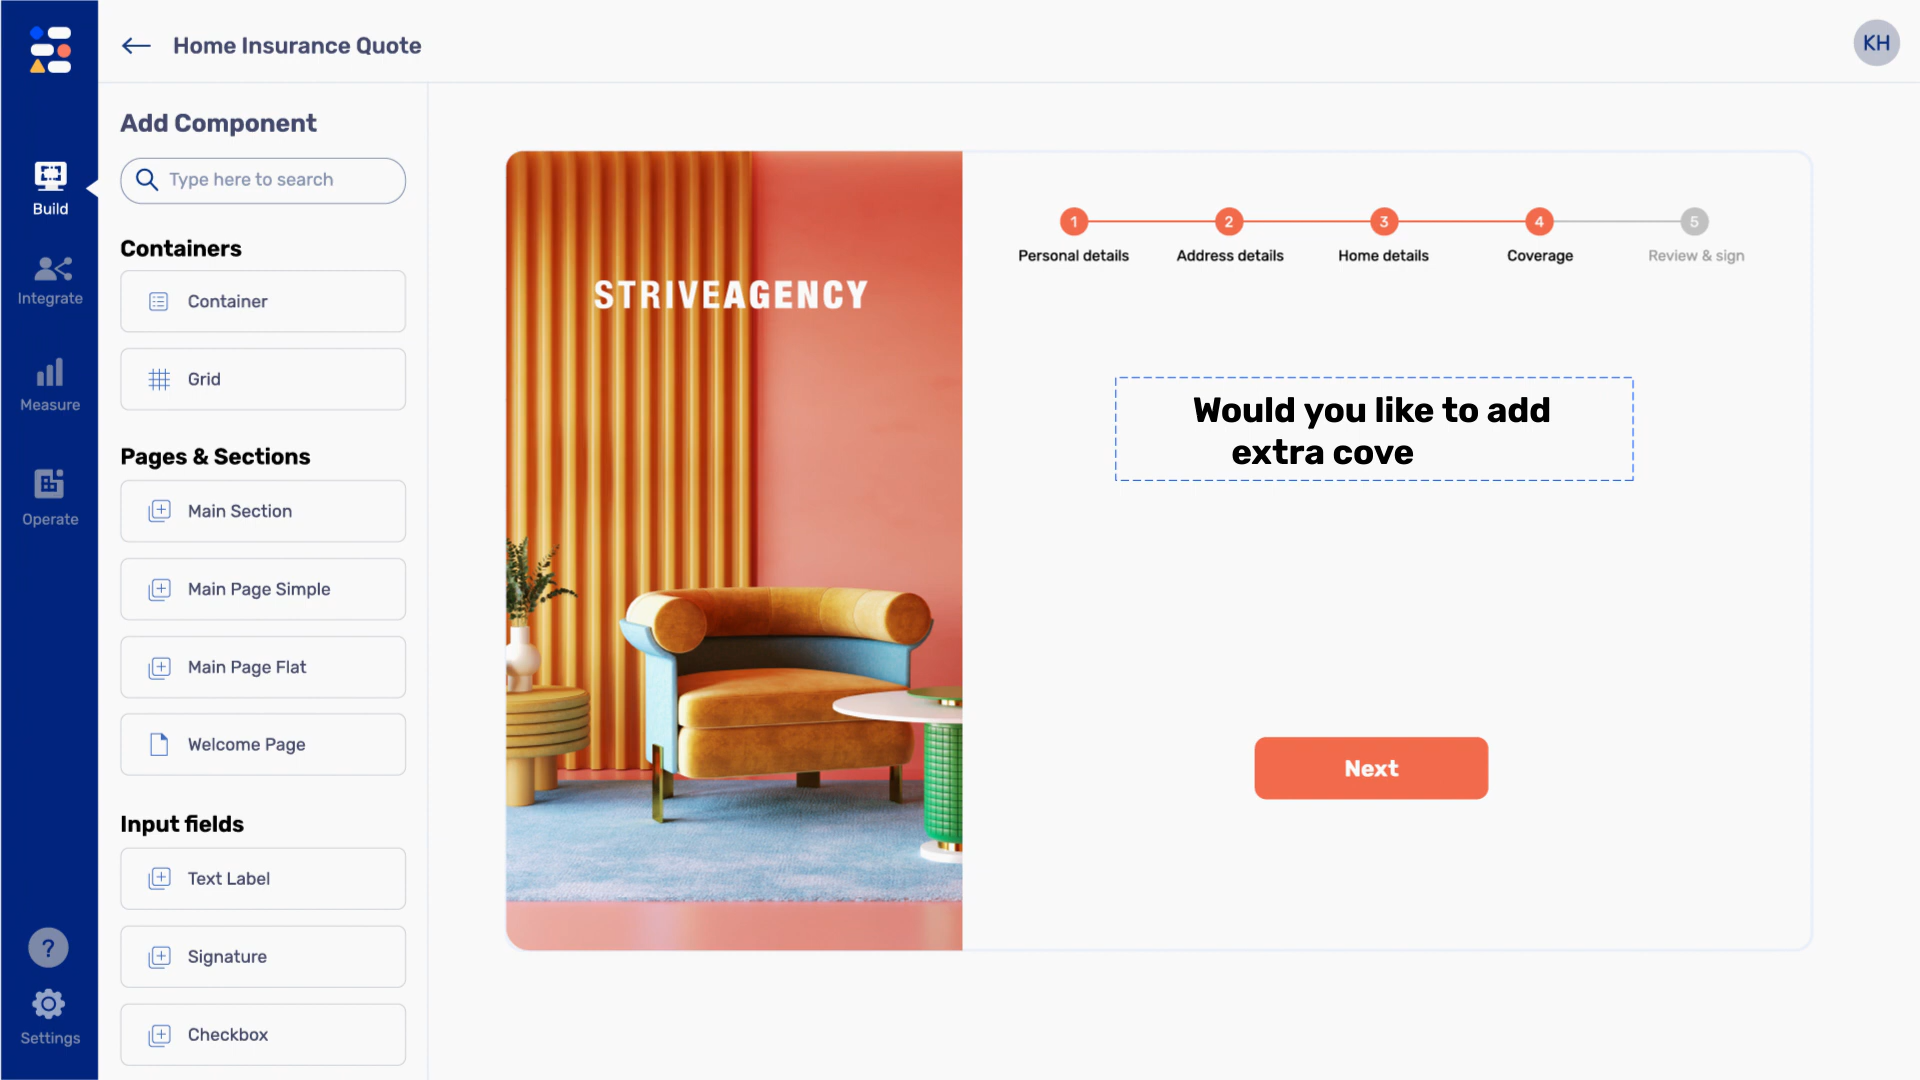 Home Insurance Quote
KH
Build
Integrate
Measure
Operate
?
Settings
Add Component
Type here to search
Containers
Container
Grid
Pages & Sections
Main Section
Main Page Simple
Main Page Flat
Welcome Page
Input fields
Text Label
Signature
Checkbox
STRIVEAGENCY
1 2 3 4 5
Personal details Address details Home details Coverage Review & sign
Would you like to add
extra cove
Next